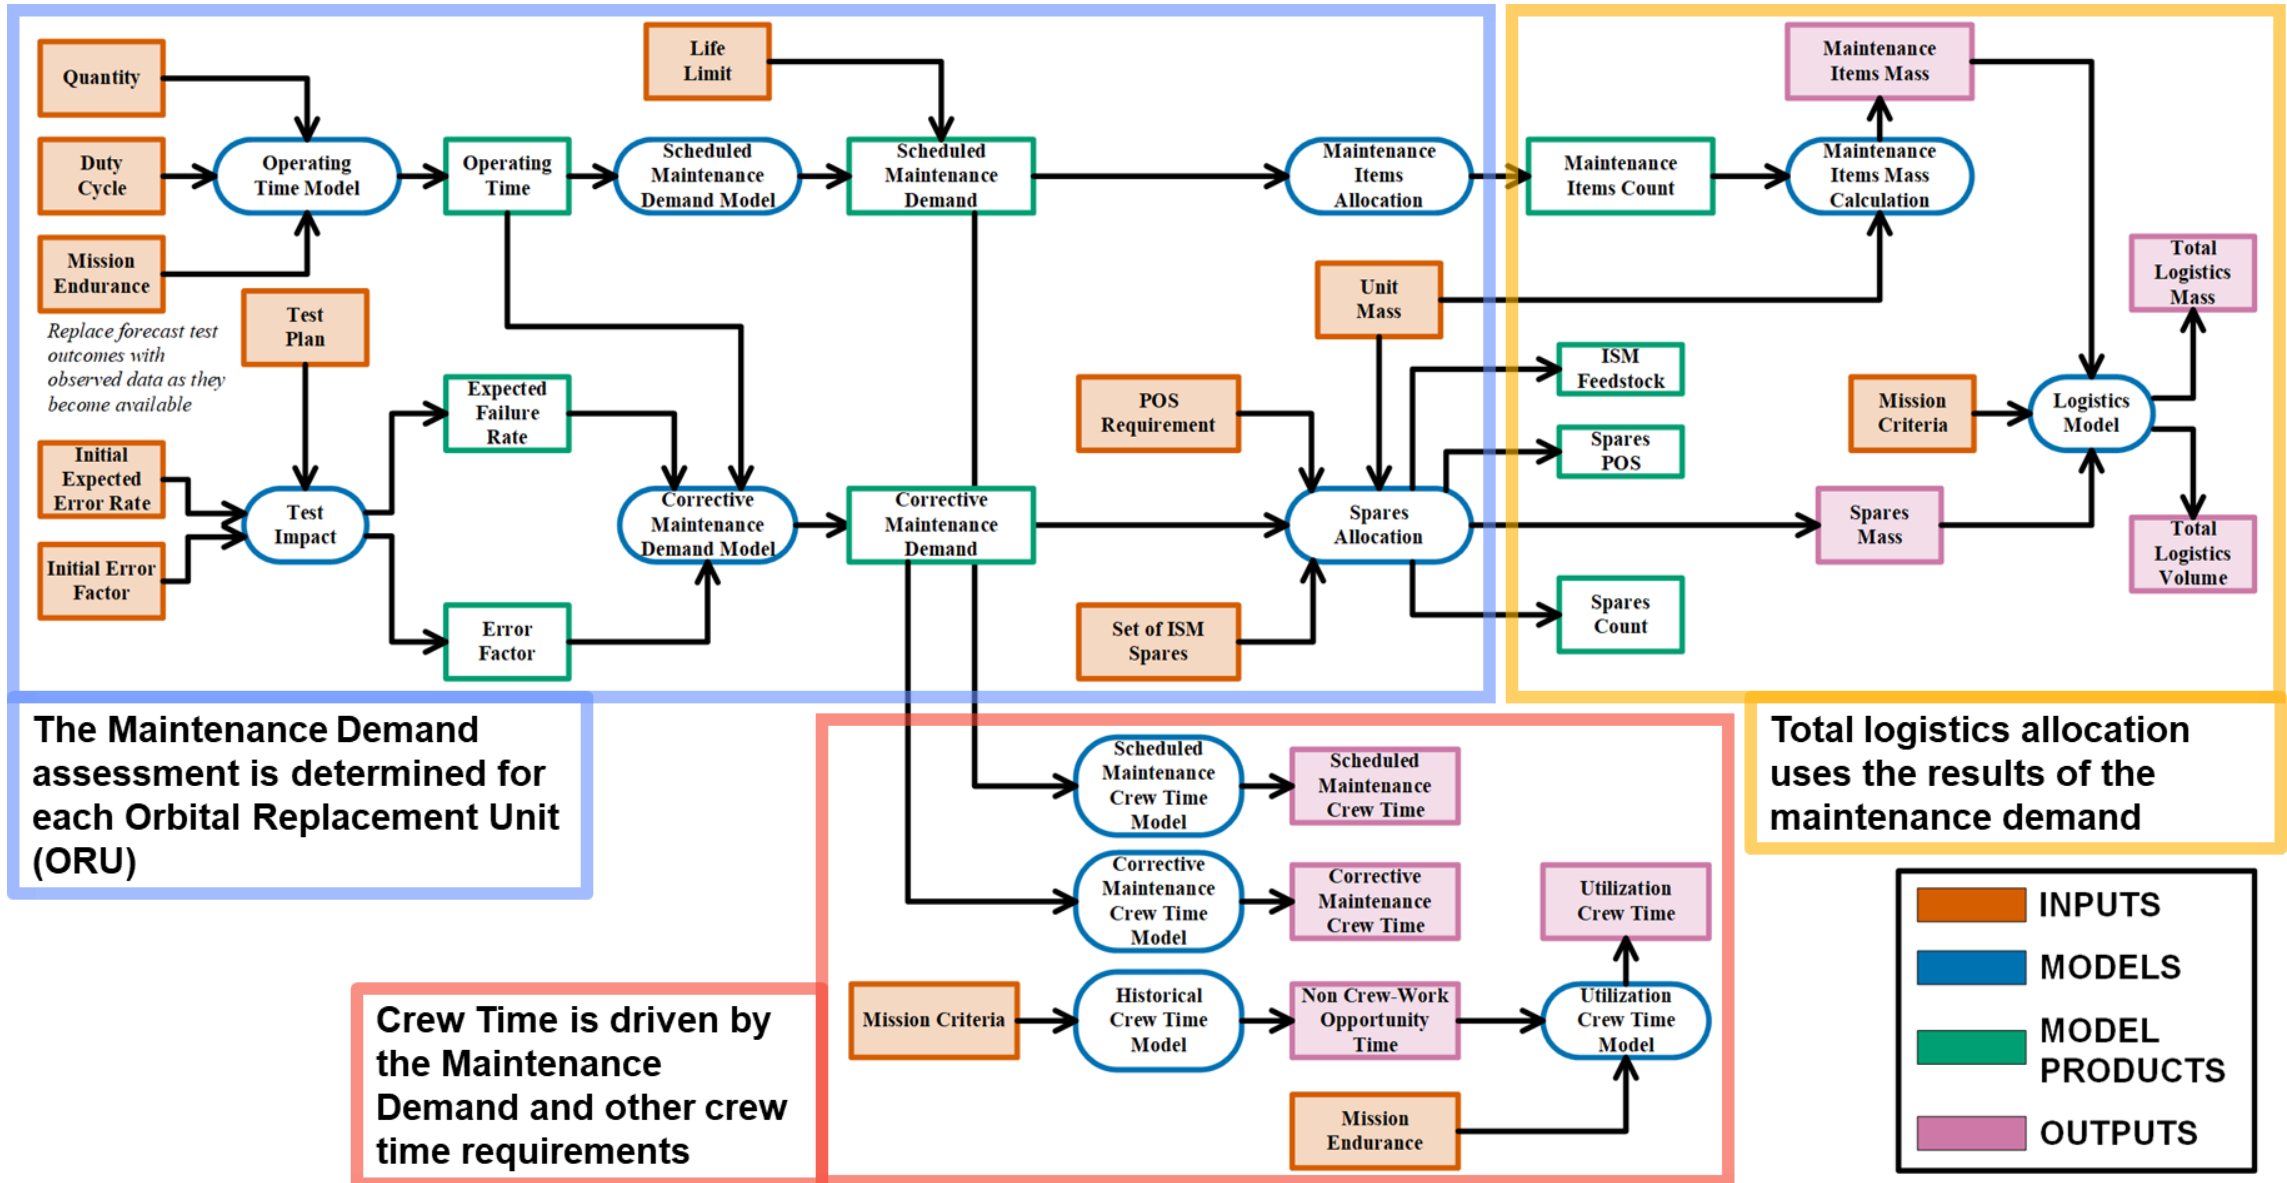 Quantity
Duty
Cycle
Mission
Endurance
Operating
Time Model
Operating
Time
Life
Limit
Scheduled
Maintenance
Demand Model
Scheduled
Maintenance
Demand
Maintenance
Items
Allocation
Maintenance
Items Count
Maintenance
Items Mass
Maintenance
Items Mass
Calculation
Replace forecast test
outcomes with
observed data as they
become available
Test
Plan
Initial
Expected
Error Rate
Initial Error
Factor
Test
Impact
Expected
Failure
Rate
Error
Factor
Corrective
Maintenance
Demand Model
Corrective
Maintenance
Demand
Unit
Mass
POS
Requirement
Set of ISM
Spares
Spares
Allocation
ISM
Feedstock
Spares
POS
Spares
Count
Spares
Mass
Mission
Criteria
Logistics
Model
Total
Logistics
Mass
Total
Logistics
Volume
The Maintenance Demand
assessment is determined for
each Orbital Replacement Unit
(ORU)
Total logistics allocation
uses the results of the
maintenance demand
Scheduled
Maintenance
Crew Time
Model
Scheduled
Maintenance
Crew Time
Corrective
Maintenance
Crew Time
Model
Corrective
Maintenance
Crew Time
Mission Criteria
Historical
Crew Time
Model
Non Crew-Work
Opportunity
Time
Utilization
Crew Time
Utilization
Crew Time
Model
Mission
Endurance
Crew Time is driven by
the Maintenance
Demand and other crew
time requirements
INPUTS
MODELS
MODEL
PRODUCTS
OUTPUTS